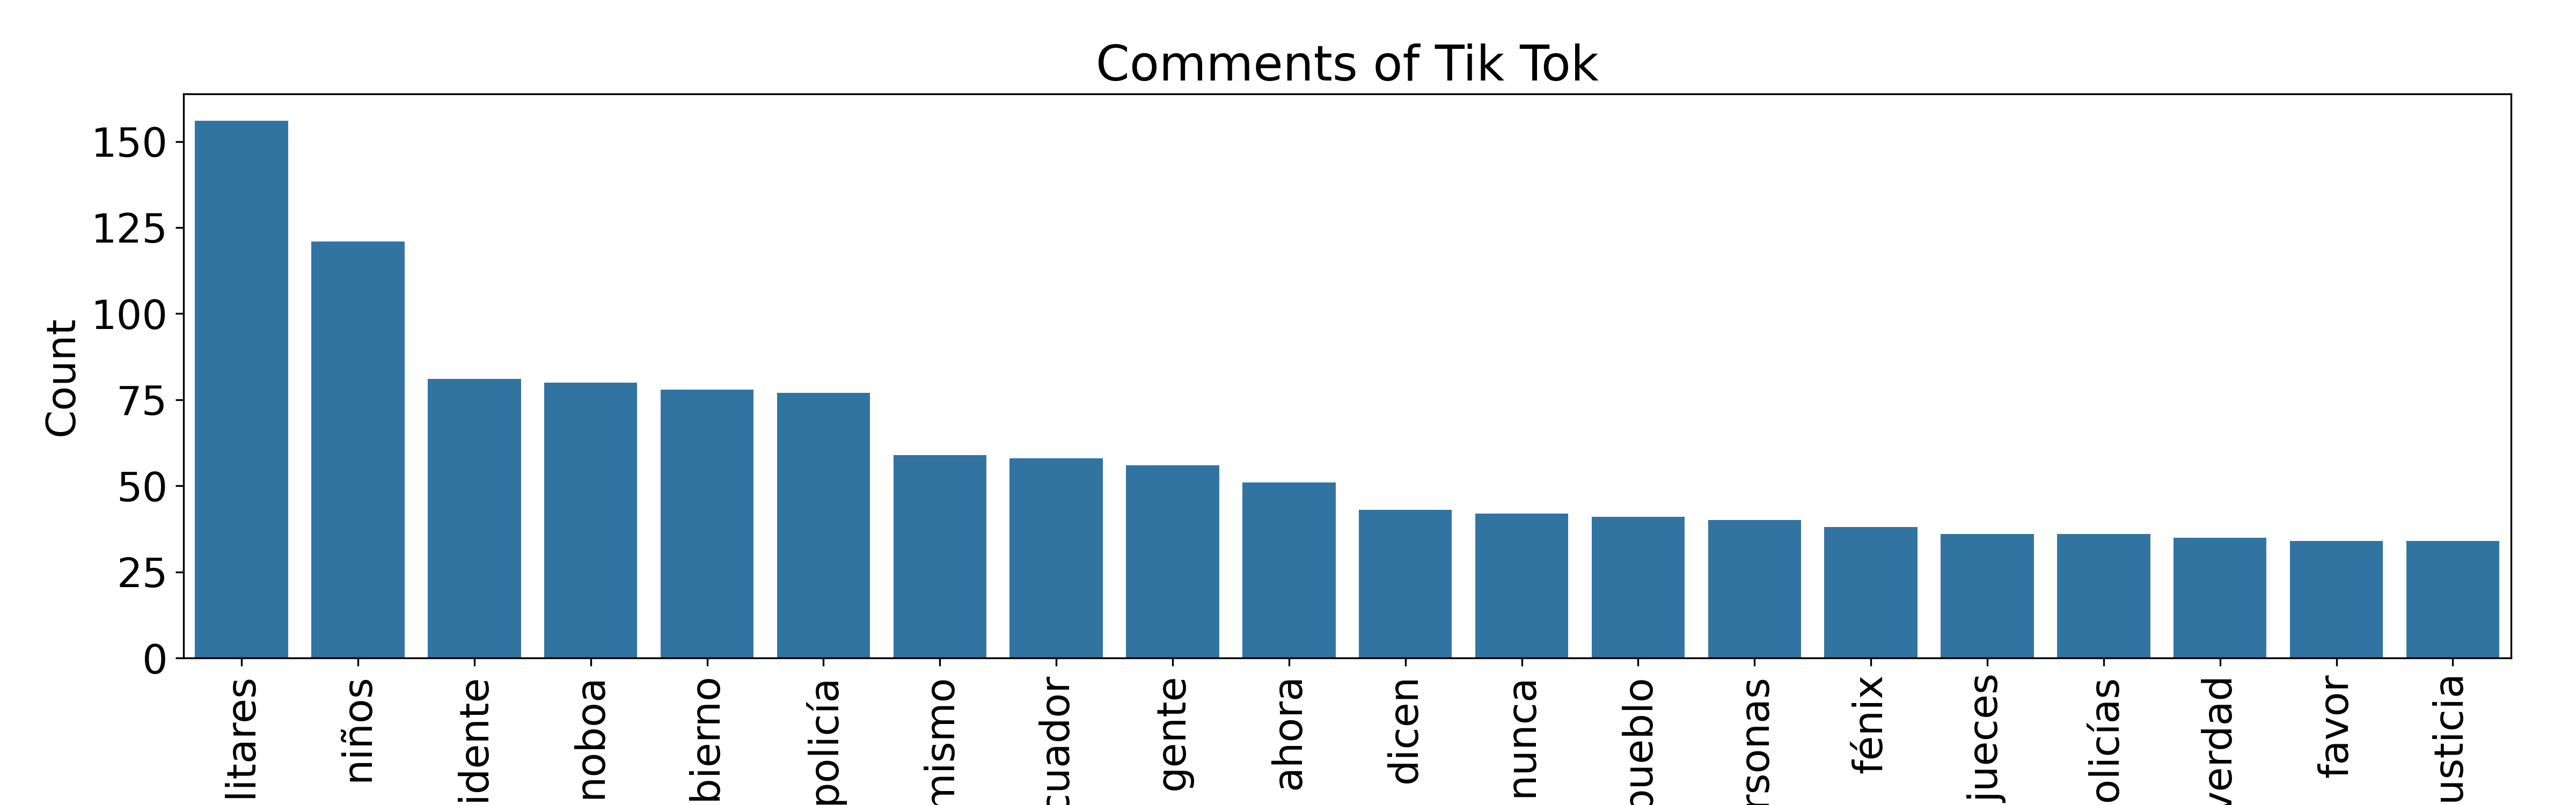 Comments of Tik Tok
Count
150
125
100
75
50
25
0
litares
niños
idente
noboa
bierno
policía
mismo
cuador
gente
ahora
dicen
nunca
pueblo
rsonas
fénix
jueces
olicías
verdad
favor
usticia